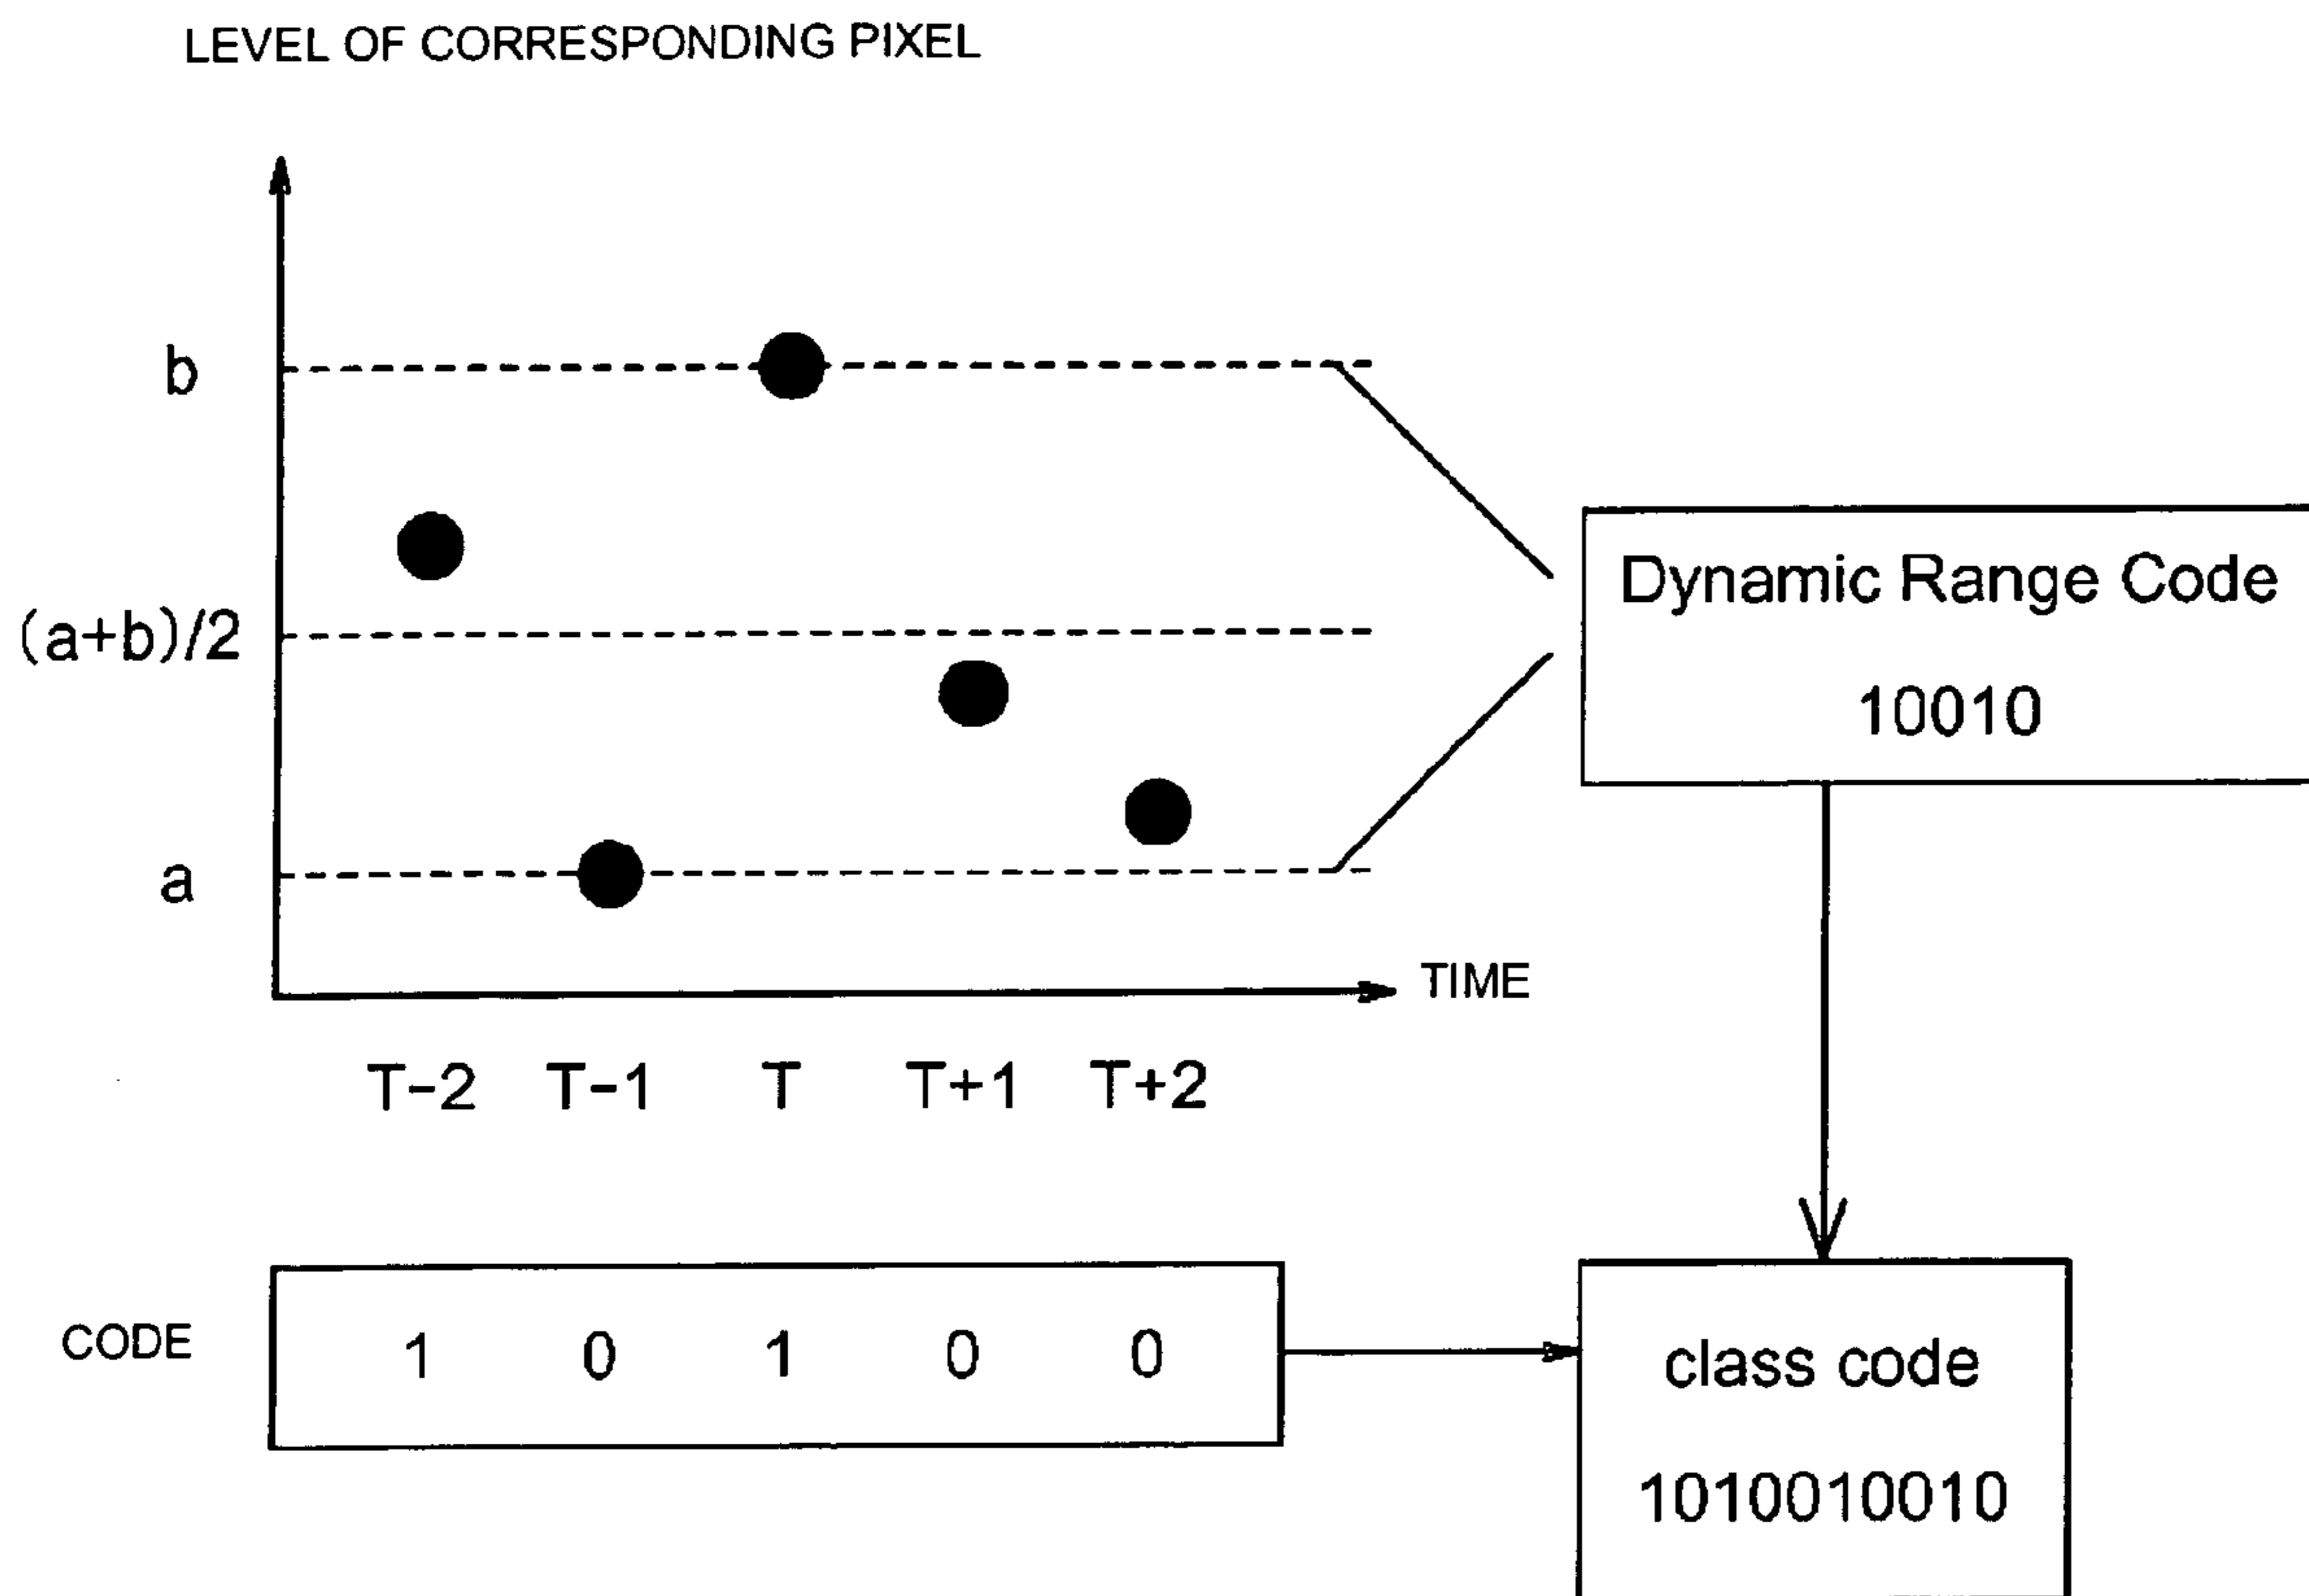 LEVEL OF CORRESPONDING PIXEL
b
(a+b)/2
a
Dynamic Range Code
10010
TIME
T-2 T-1 T T+1 T+2
CODE 1 0 1 0 0
class code
1010010010